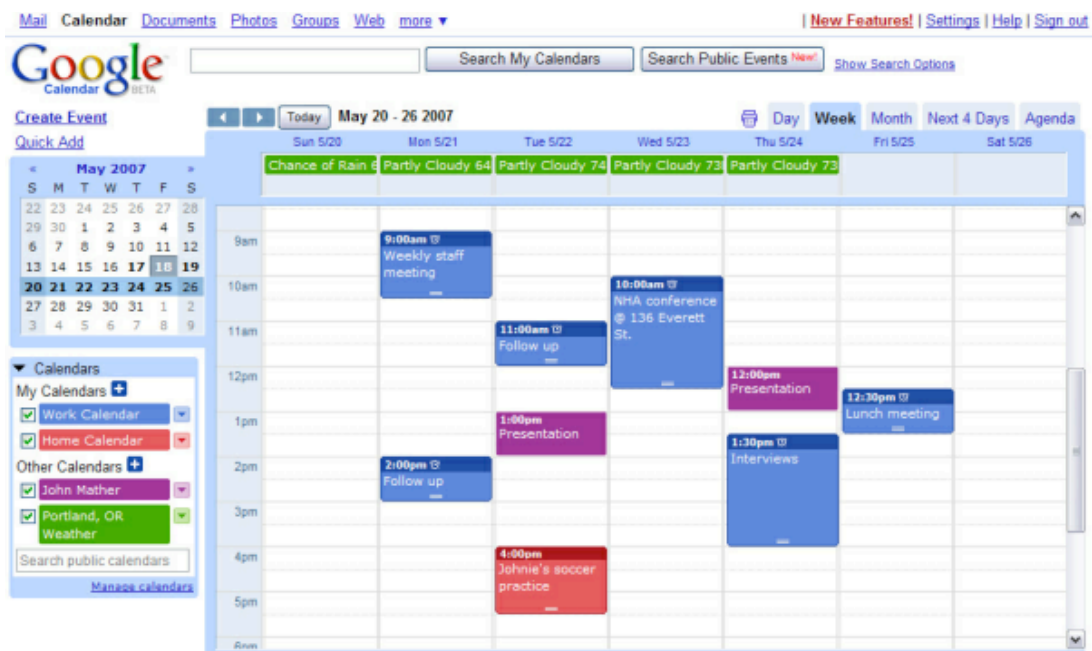 Mail Calendar Documents Photos Groups Web more ▼ | New Features! | Settings | Help | Sign out
Google
Calendar BETA
Search My Calendars Search Public Events New! Show Search Options
Create Event
Quick Add
Today May 20 - 26 2007 Day Week Month Next 4 Days Agenda
Sun 5/20 Mon 5/21 Tue 5/22 Wed 5/23 Thu 5/24 Fri 5/25 Sat 5/26
Chance of Rain 6 Partly Cloudy 64 Partly Cloudy 74 Partly Cloudy 73 Partly Cloudy 73
« May 2007 »
S M T W T F S
22 23 24 25 26 27 28
29 30 1 2 3 4 5
6 7 8 9 10 11 12
13 14 15 16 17 18 19
20 21 22 23 24 25 26
27 28 29 30 31 1 2
3 4 5 6 7 8 9
▼ Calendars
My Calendars +
Work Calendar
Home Calendar
Other Calendars +
John Mather
Portland, OR
Weather
Search public calendars
Manage calendars
9am
10am
11am
12pm
1pm
2pm
3pm
4pm
5pm
6pm
9:00am
Weekly staff
meeting
2:00pm
Follow up
11:00am
Follow up
1:00pm
Presentation
4:00pm
Johnie's soccer
practice
10:00am
NHA conference
@ 136 Everett
St.
12:00pm
Presentation
1:30pm
Interviews
12:30pm
Lunch meeting